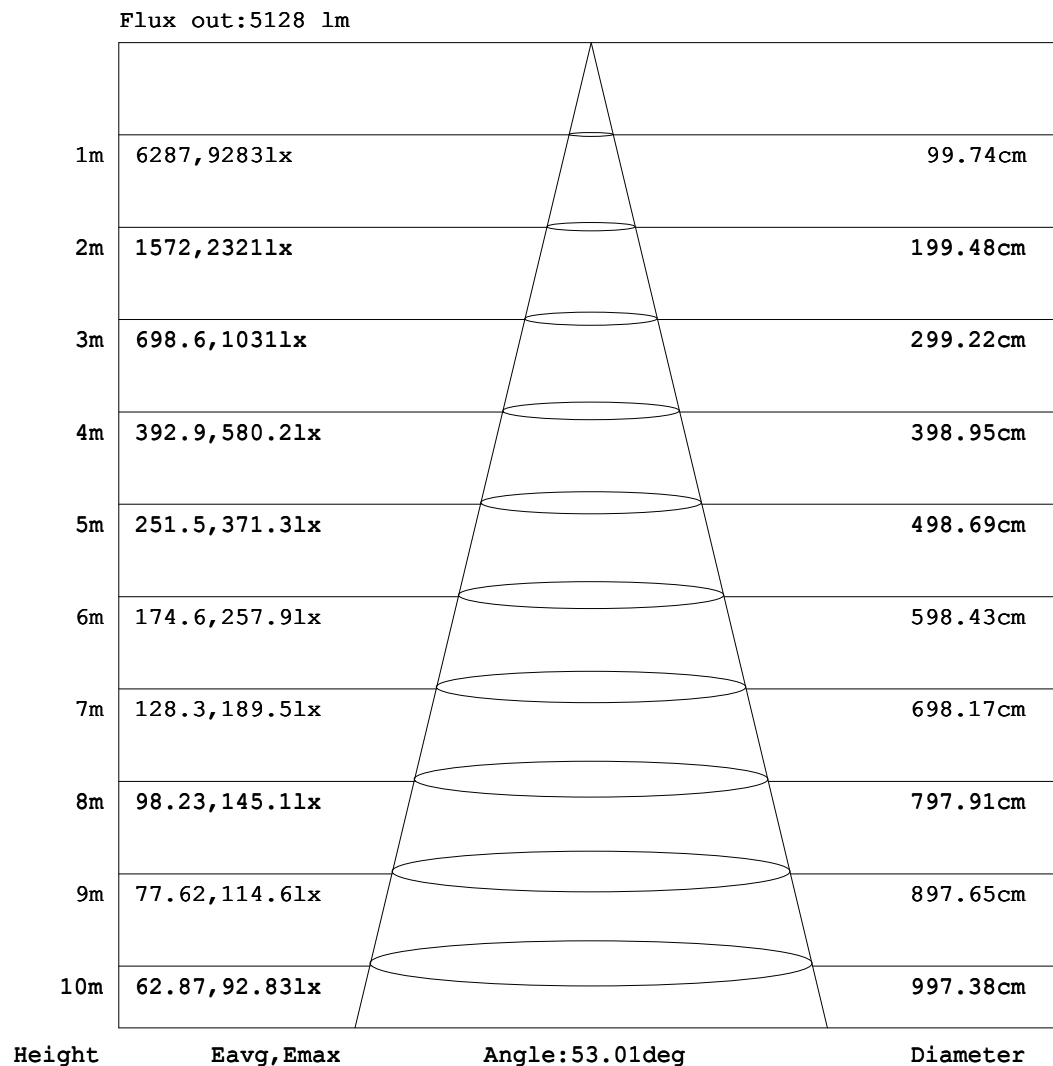 Flux out:5128 lm
1m 6287,9283lx 99.74cm
2m 1572,2321lx 199.48cm
3m 698.6,1031lx 299.22cm
4m 392.9,580.2lx 398.95cm
5m 251.5,371.3lx 498.69cm
6m 174.6,257.9lx 598.43cm
7m 128.3,189.5lx 698.17cm
8m 98.23,145.1lx 797.91cm
9m 77.62,114.6lx 897.65cm
10m 62.87,92.83lx 997.38cm
Height Eavg,Emax Angle:53.01deg Diameter